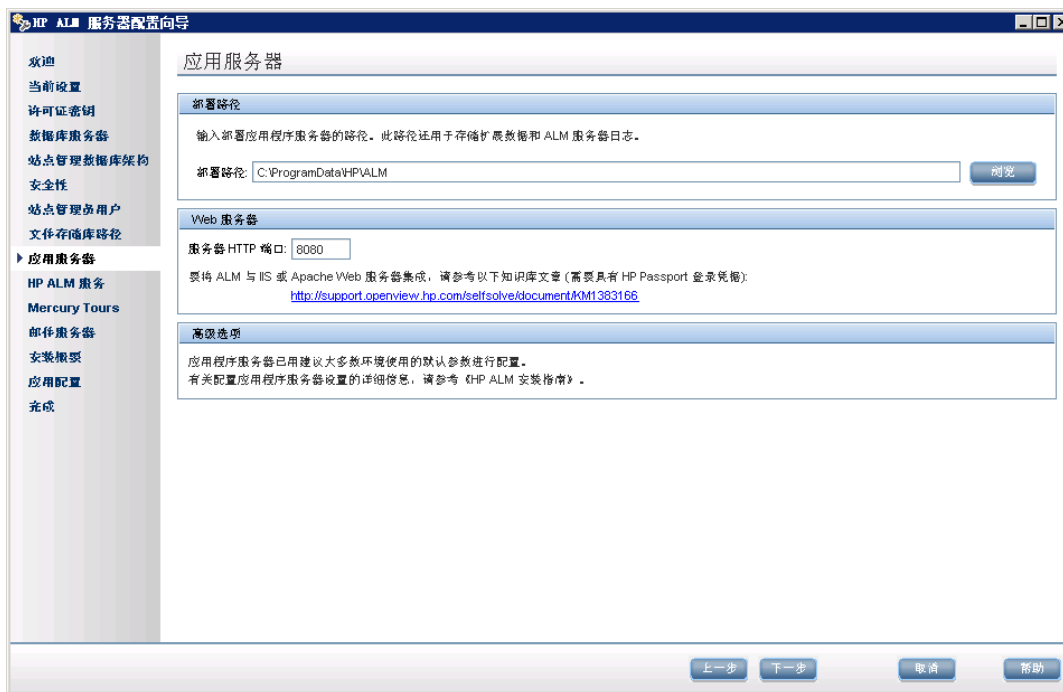 HP ALM 服务器配置向导
欢迎
当前设置
许可证密钥
数据库服务器
站点管理数据库架构
安全性
站点管理员用户
文件存储库路径
应用服务器
HP ALM 服务
Mercury Tours
邮件服务器
安装概要
应用配置
完成
应用服务器
部署路径
输入部署应用程序服务器的路径。此路径还用于存储扩展数据和 ALM 服务器日志。
部署路径: C:\ProgramData\HP\ALM 浏览
Web 服务器
服务器 HTTP 端口: 8080
要将 ALM 与 IIS 或 Apache Web 服务器集成，请参考以下知识库文章 (需要具有 HP Passport 登录凭据):
http://support.openview.hp.com/selfsolve/document/KM1383166
高级选项
应用程序服务器已用建议大多数环境使用的默认参数进行配置。
有关配置应用程序服务器设置的详细信息，请参考《HP ALM 安装指南》。
上一步 下一步 取消 帮助